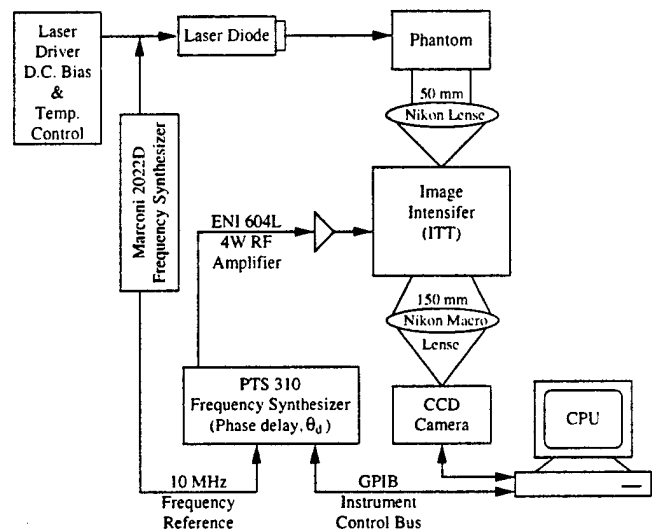 Laser
Driver
D.C. Bias
&
Temp.
Control
Laser Diode
Phantom
50 mm
Nikon Lense
Marconi 2022D
Frequency Synthesizer
ENI 604L
4W RF
Amplifier
Image
Intensifer
(ITT)
150 mm
Nikon Macro
Lense
PTS 310
Frequency Synthesizer
(Phase delay, θd)
CCD
Camera
CPU
10 MHz
Frequency
Reference
GPIB
Instrument
Control Bus